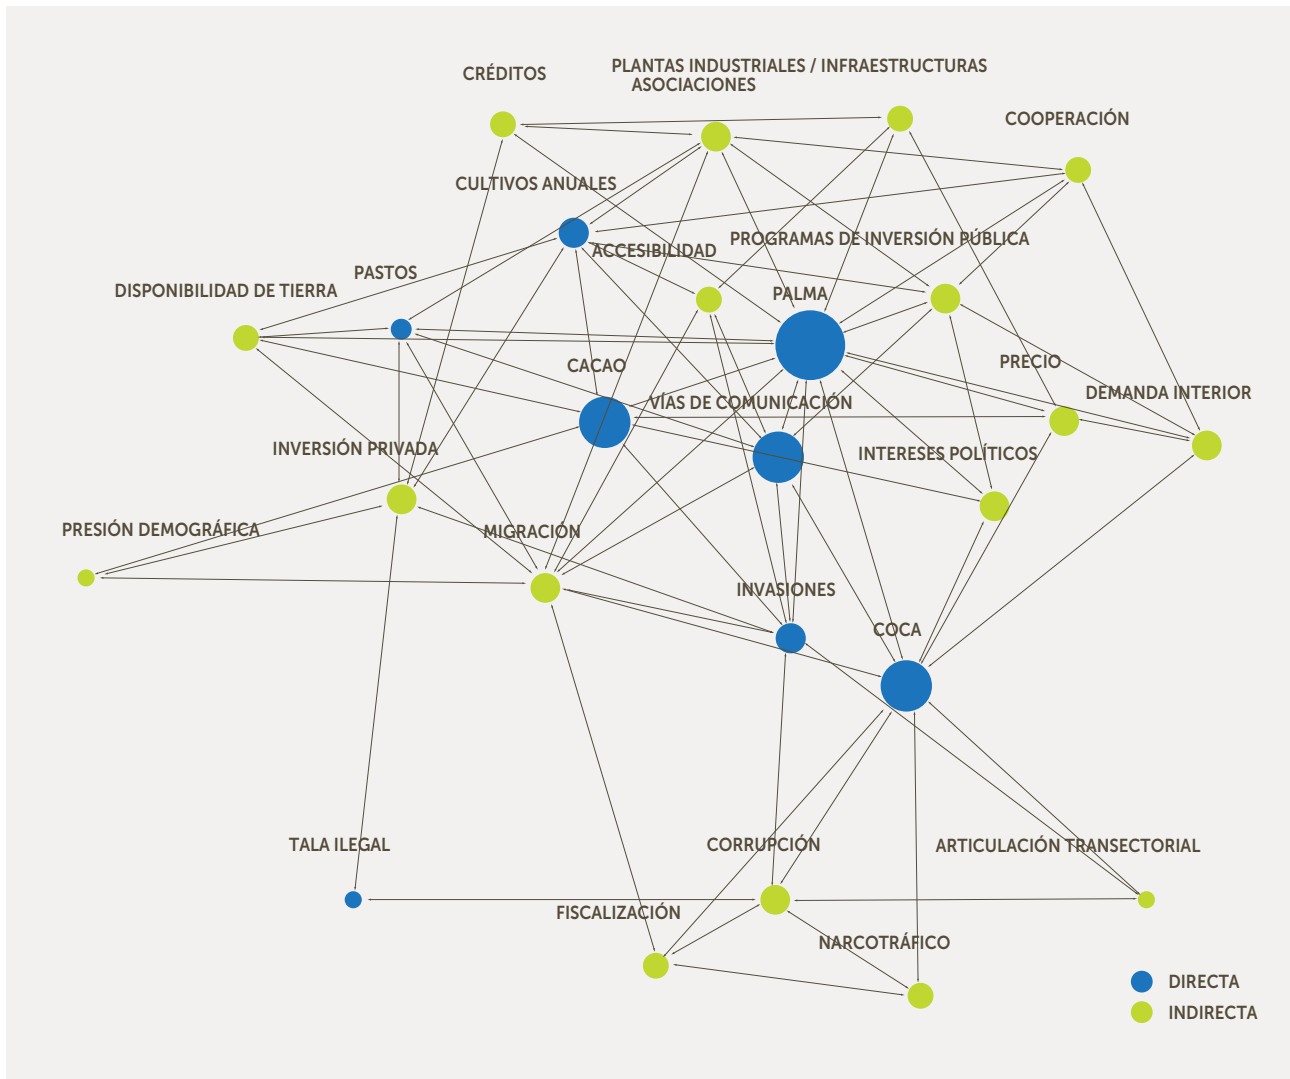 PLANTAS INDUSTRIALES / INFRAESTRUCTURAS
CRÉDITOS
ASOCIACIONES
COOPERACIÓN
CULTIVOS ANUALES
PROGRAMAS DE INVERSIÓN PÚBLICA
ACCESIBILIDAD
PASTOS
DISPONIBILIDAD DE TIERRA
PALMA
PRECIO
CACAO
DEMANDA INTERIOR
VÍAS DE COMUNICACIÓN
INVERSIÓN PRIVADA
INTERESES POLÍTICOS
PRESIÓN DEMOGRÁFICA
MIGRACIÓN
INVASIONES
COCA
TALA ILEGAL
CORRUPCIÓN
ARTICULACIÓN TRANSECTORIAL
FISCALIZACIÓN
NARCOTRÁFICO
DIRECTA
INDIRECTA